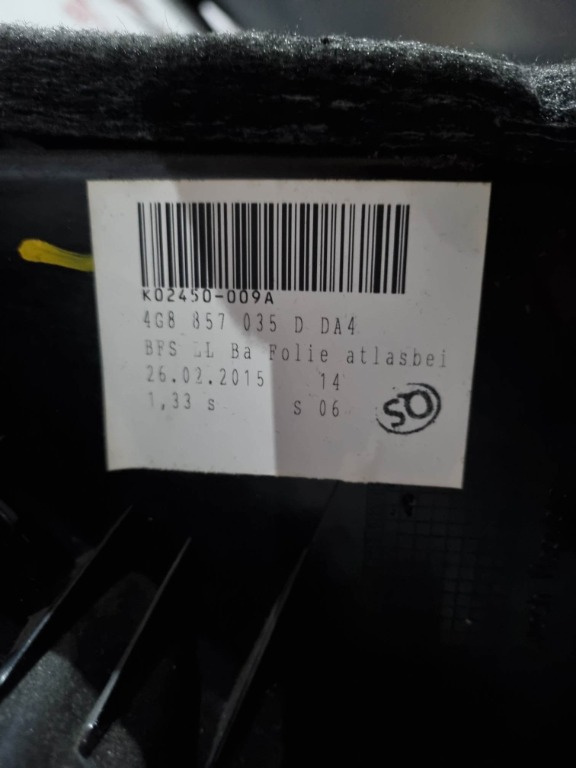 K02450-009A
4G8 857 035 D DA4
BFS LL Ba Folie atlasbei
26.02.2015 14
1,33 s S 06
SO